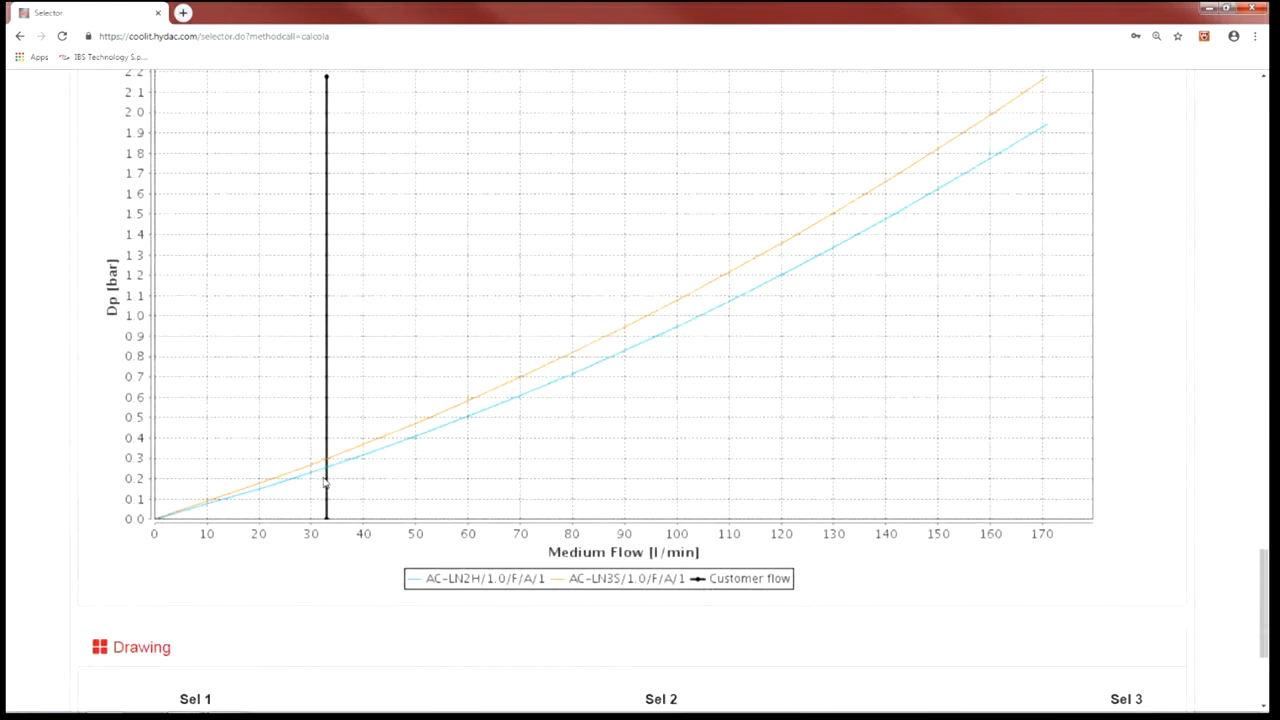 Selector
https://coolit.hydac.com/selector.do?methodcall=calcola
Apps IBS Technology S.p...
2.2
2.1
2.0
1.9
1.8
1.7
1.6
1.5
1.4
1.3
1.2
1.1
1.0
0.9
0.8
0.7
0.6
0.5
0.4
0.3
0.2
0.1
0.0
Dp [bar]
0 10 20 30 40 50 60 70 80 90 100 110 120 130 140 150 160 170
Medium Flow [l/min]
AC-LN2H/1.0/F/A/1 AC-LN3S/1.0/F/A/1 Customer flow
Drawing
Sel 1 Sel 2 Sel 3